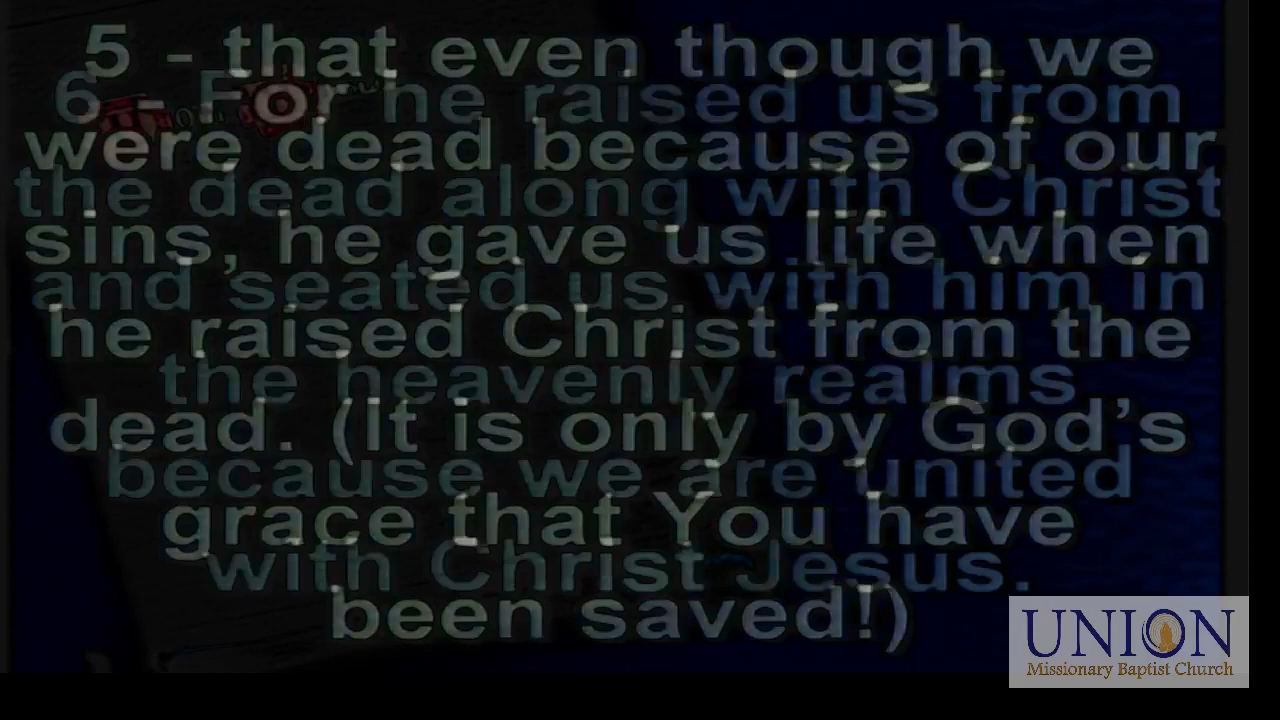 5 - that even though we
were dead because of our
sins, he gave us life when
he raised Christ from the
dead. (It is only by God's
grace that You have
been saved!)
6 - For he raised us from
the dead along with Christ
and seated us with him in
the heavenly realms
because we are united
with Christ Jesus.
UNION
Missionary Baptist Church